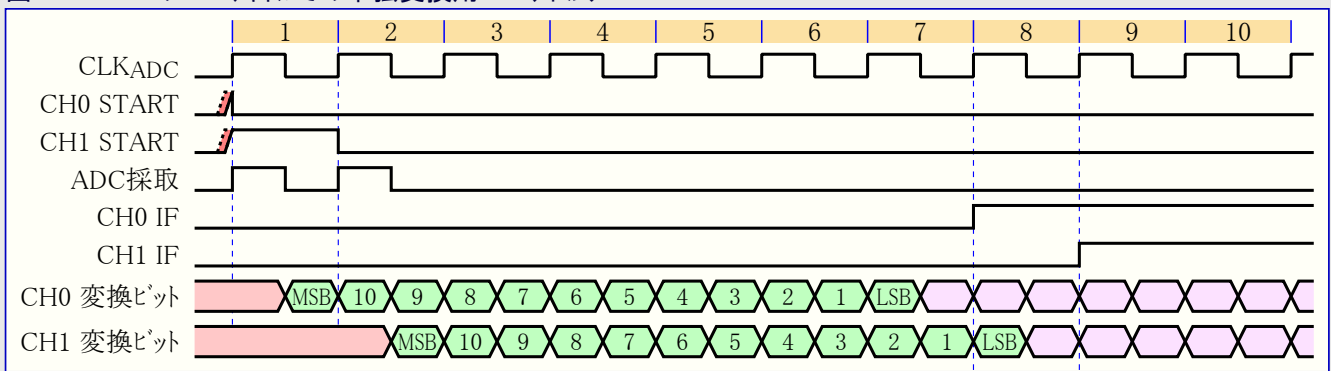 1 2 3 4 5 6 7 8 9 10
CLKADC
CH0 START
CH1 START
ADC採取
CH0 IF
CH1 IF
CH0 変換ﾋﾞｯﾄ MSB 10 9 8 7 6 5 4 3 2 1 LSB
CH1 変換ﾋﾞｯﾄ MSB 10 9 8 7 6 5 4 3 2 1 LSB